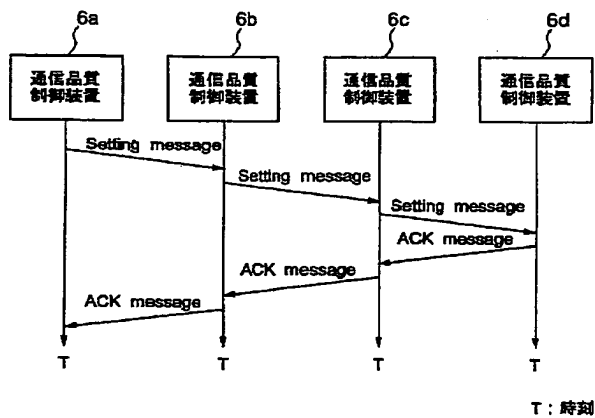 6a 6b 6c 6d
通信品質 通信品質 通信品質 通信品質
制御装置 制御装置 制御装置 制御装置
Setting message
Setting message
Setting message
ACK message
ACK message
ACK message
T T T T
T：時刻